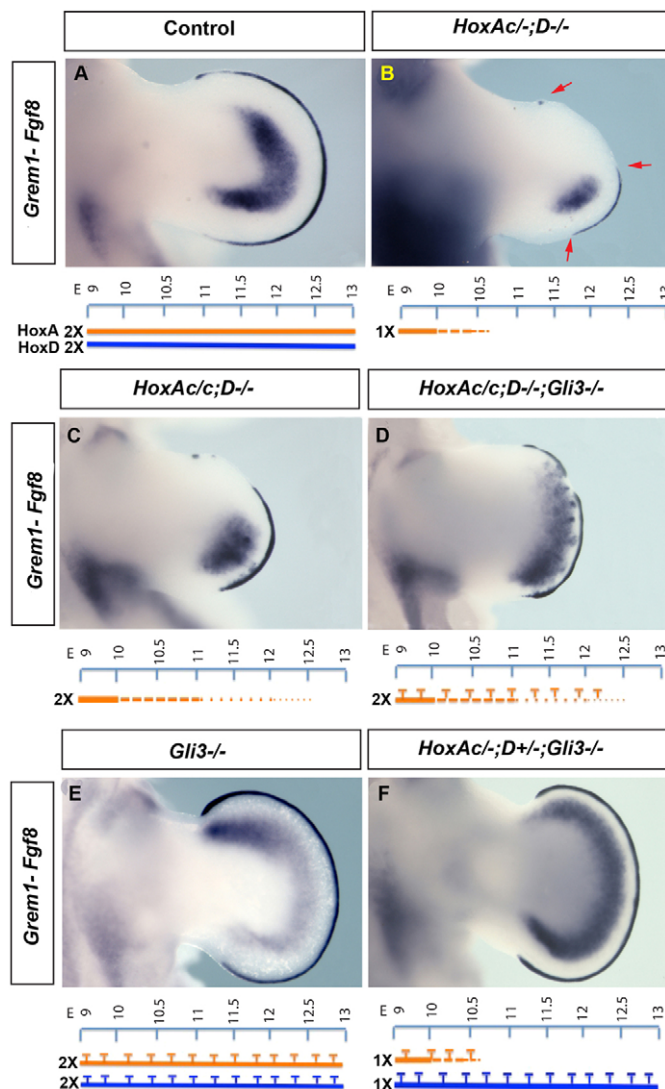 Control
HoxAc/-;D-/-
Grem1- Fgf8
A
B
E 9 10 10.5 11 11.5 12 12.5 13
HoxA 2X
HoxD 2X
E 9 10 10.5 11 11.5 12 12.5 13
1X
HoxAc/c;D-/-
HoxAc/c;D-/-;Gli3-/-
Grem1- Fgf8
C
D
E 9 10 10.5 11 11.5 12 12.5 13
2X
E 9 10 10.5 11 11.5 12 12.5 13
2X
Gli3-/-
HoxAc/-;D+/-;Gli3-/-
Grem1- Fgf8
E
F
E 9 10 10.5 11 11.5 12 12.5 13
2X
2X
E 9 10 10.5 11 11.5 12 12.5 13
1X
1X